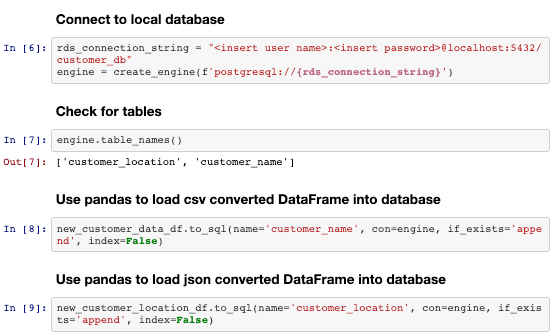 Connect to local database
In [6]: rds_connection_string = "<insert user name>:<insert password>@localhost:5432/
customer_db"
engine = create_engine(f'postgresql://{rds_connection_string}')
Check for tables
In [7]: engine.table_names()
Out[7]: ['customer_location', 'customer_name']
Use pandas to load csv converted DataFrame into database
In [8]: new_customer_data_df.to_sql(name='customer_name', con=engine, if_exists='appe
nd', index=False)
Use pandas to load json converted DataFrame into database
In [9]: new_customer_location_df.to_sql(name='customer_location', con=engine, if_exis
ts='append', index=False)